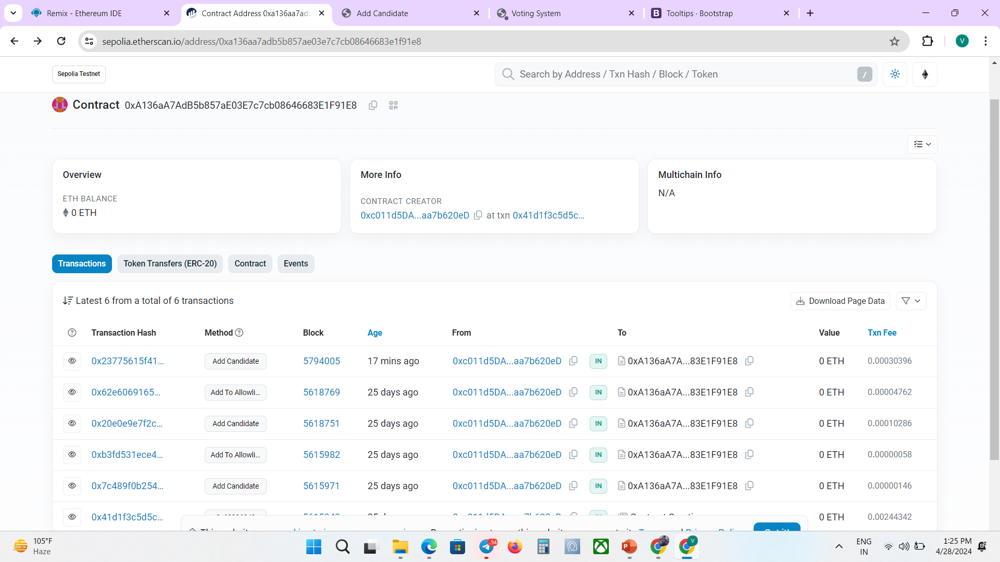 Remix - Ethereum IDE
Contract Address 0xa136aa7adb
Add Candidate
Voting System
B Tooltips · Bootstrap
sepolia.etherscan.io/address/0xa136aa7adb5b857ae03e7c7cb08646683e1f91e8
V
Sepolia Testnet
Search by Address / Txn Hash / Block / Token
/
Contract 0xA136aA7AdB5b857aE03E7c7cb08646683E1F91E8
Overview
ETH BALANCE
0 ETH
More Info
CONTRACT CREATOR
0xc011d5DA...aa7b620eD at txn 0x41d1f3c5d5c...
Multichain Info
N/A
Transactions Token Transfers (ERC-20) Contract Events
Latest 6 from a total of 6 transactions
Download Page Data
Transaction Hash Method Block Age From To Value Txn Fee
0x23775615f41... Add Candidate 5794005 17 mins ago 0xc011d5DA...aa7b620eD IN 0xA136aA7A...83E1F91E8 0 ETH 0.00030396
0x62e6069165... Add To Allowli... 5618769 25 days ago 0xc011d5DA...aa7b620eD IN 0xA136aA7A...83E1F91E8 0 ETH 0.00004762
0x20e0e9e7f2c... Add Candidate 5618751 25 days ago 0xc011d5DA...aa7b620eD IN 0xA136aA7A...83E1F91E8 0 ETH 0.00010286
0xb3fd531ece4... Add To Allowli... 5615982 25 days ago 0xc011d5DA...aa7b620eD IN 0xA136aA7A...83E1F91E8 0 ETH 0.00000058
0x7c489f0b254... Add Candidate 5615971 25 days ago 0xc011d5DA...aa7b620eD IN 0xA136aA7A...83E1F91E8 0 ETH 0.00000146
0x41d1f3c5d5c... 0 ETH 0.00244342
105°F
Haze
.94
V
ENG
IN
1:25 PM
4/28/2024